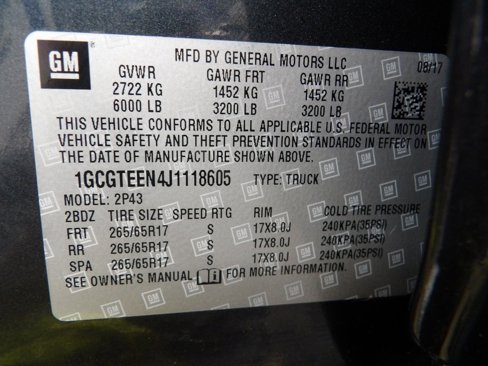 GM
MFD BY GENERAL MOTORS LLC
08/17
GVWR GAWR FRT GAWR RR
2722 KG 1452 KG 1452 KG
6000 LB 3200 LB 3200 LB
THIS VEHICLE CONFORMS TO ALL APPLICABLE U.S. FEDERAL MOTOR
VEHICLE SAFETY AND THEFT PREVENTION STANDARDS IN EFFECT ON
THE DATE OF MANUFACTURE SHOWN ABOVE.
1GCGTEEN4J1118605 TYPE: TRUCK
MODEL: 2P43
2BDZ TIRE SIZE SPEED RTG RIM COLD TIRE PRESSURE
FRT 265/65R17 S 17X8.0J 240KPA(35PSI)
RR 265/65R17 S 17X8.0J 240KPA(35PSI)
SPA 265/65R17 S 17X8.0J 240KPA(35PSI)
SEE OWNER'S MANUAL FOR MORE INFORMATION.